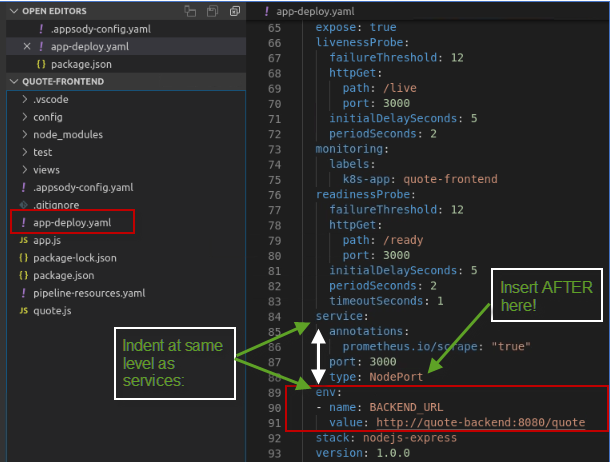 OPEN EDITORS
! .appsody-config.yaml
× ! app-deploy.yaml
{} package.json
QUOTE-FRONTEND
> .vscode
> config
> node_modules
> test
> views
! .appsody-config.yaml
.gitignore
! app-deploy.yaml
JS app.js
{} package-lock.json
{} package.json
! pipeline-resources.yaml
JS quote.js
! app-deploy.yaml
65 expose: true
66 livenessProbe:
67 failureThreshold: 12
68 httpGet:
69 path: /live
70 port: 3000
71 initialDelaySeconds: 5
72 periodSeconds: 2
73 monitoring:
74 labels:
75 k8s-app: quote-frontend
76 readinessProbe:
77 failureThreshold: 12
78 httpGet:
79 path: /ready
80 port: 3000
81 initialDelaySeconds: 5
82 periodSeconds: 2
83 timeoutSeconds: 1
84 service:
85 annotations:
86 prometheus.io/scrape: "true"
87 port: 3000
88 type: NodePort
89 env:
90 - name: BACKEND_URL
91 value: http://quote-backend:8080/quote
92 stack: nodejs-express
93 version: 1.0.0
Insert AFTER
here!
Indent at same
level as
services: